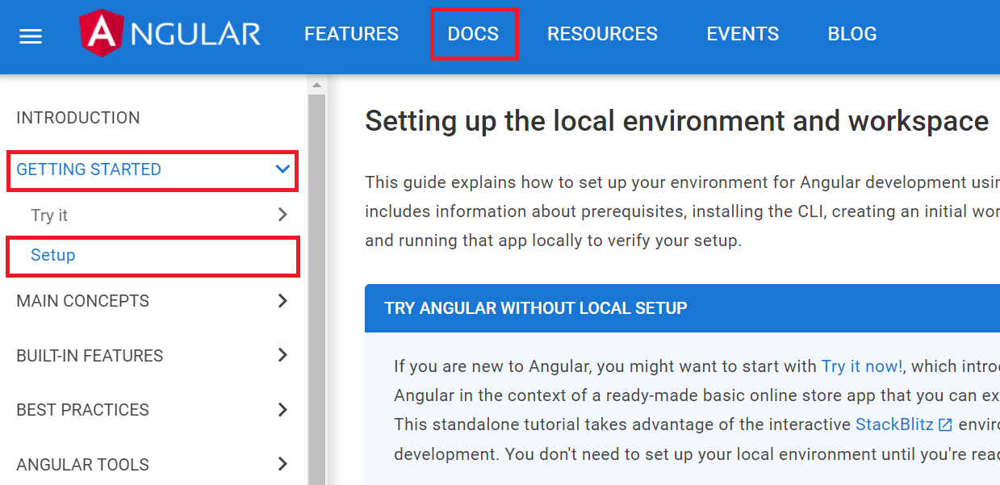 ANGULAR FEATURES DOCS RESOURCES EVENTS BLOG
INTRODUCTION
GETTING STARTED
Try it
Setup
MAIN CONCEPTS
BUILT-IN FEATURES
BEST PRACTICES
ANGULAR TOOLS
Setting up the local environment and workspace
This guide explains how to set up your environment for Angular development
includes information about prerequisites, installing the CLI, creating an initial
and running that app locally to verify your setup.
TRY ANGULAR WITHOUT LOCAL SETUP
If you are new to Angular, you might want to start with Try it now!, which
Angular in the context of a ready-made basic online store app that you can
This standalone tutorial takes advantage of the interactive StackBlitz
development. You don't need to set up your local environment until you're